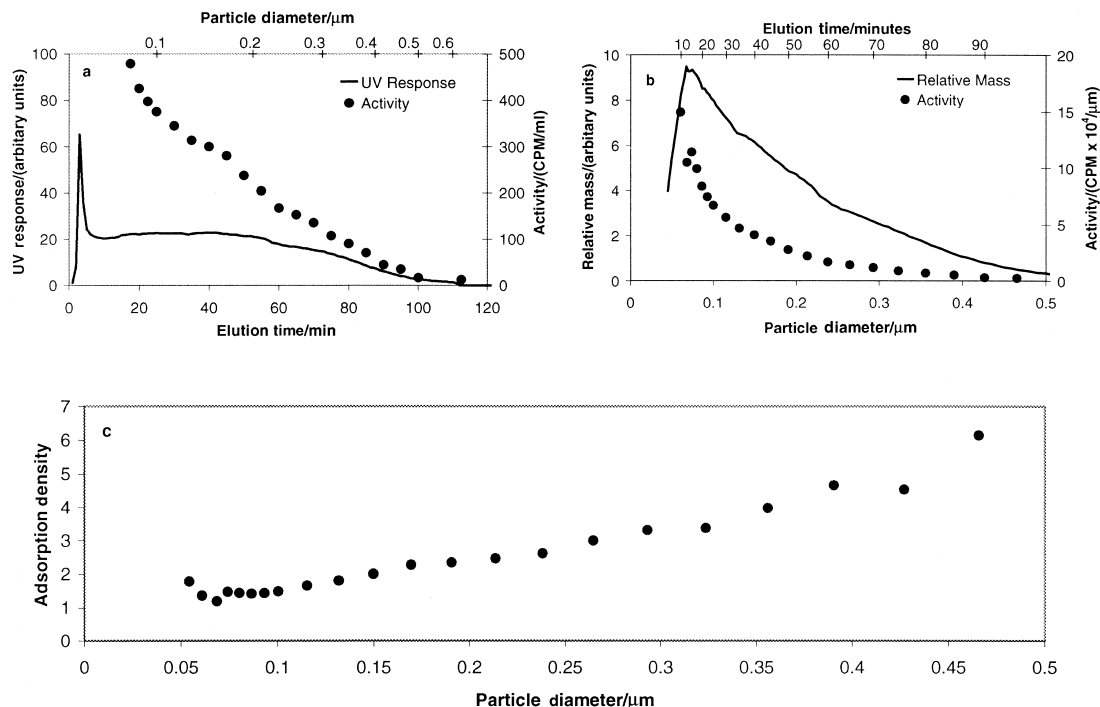 Particle diameter/μm
0.1 0.2 0.3 0.4 0.5 0.6
100 500
a
UV Response
Activity
80 400
60 300
40 200
20 100
0 0
UV response/(arbitary units)
Activity/(CPM/ml)
0 20 40 60 80 100 120
Elution time/min
Elution time/minutes
10 20 30 40 50 60 70 80 90
10 20
b
Relative Mass
Activity
8 15
6 10
4
2 5
0 0
Relative mass/(arbitary units)
Activity/(CPM x 10⁴/μm)
0 0.1 0.2 0.3 0.4 0.5
Particle diameter/μm
7
c
6
5
4
3
2
1
0
Adsorption density
0 0.05 0.1 0.15 0.2 0.25 0.3 0.35 0.4 0.45 0.5
Particle diameter/μm